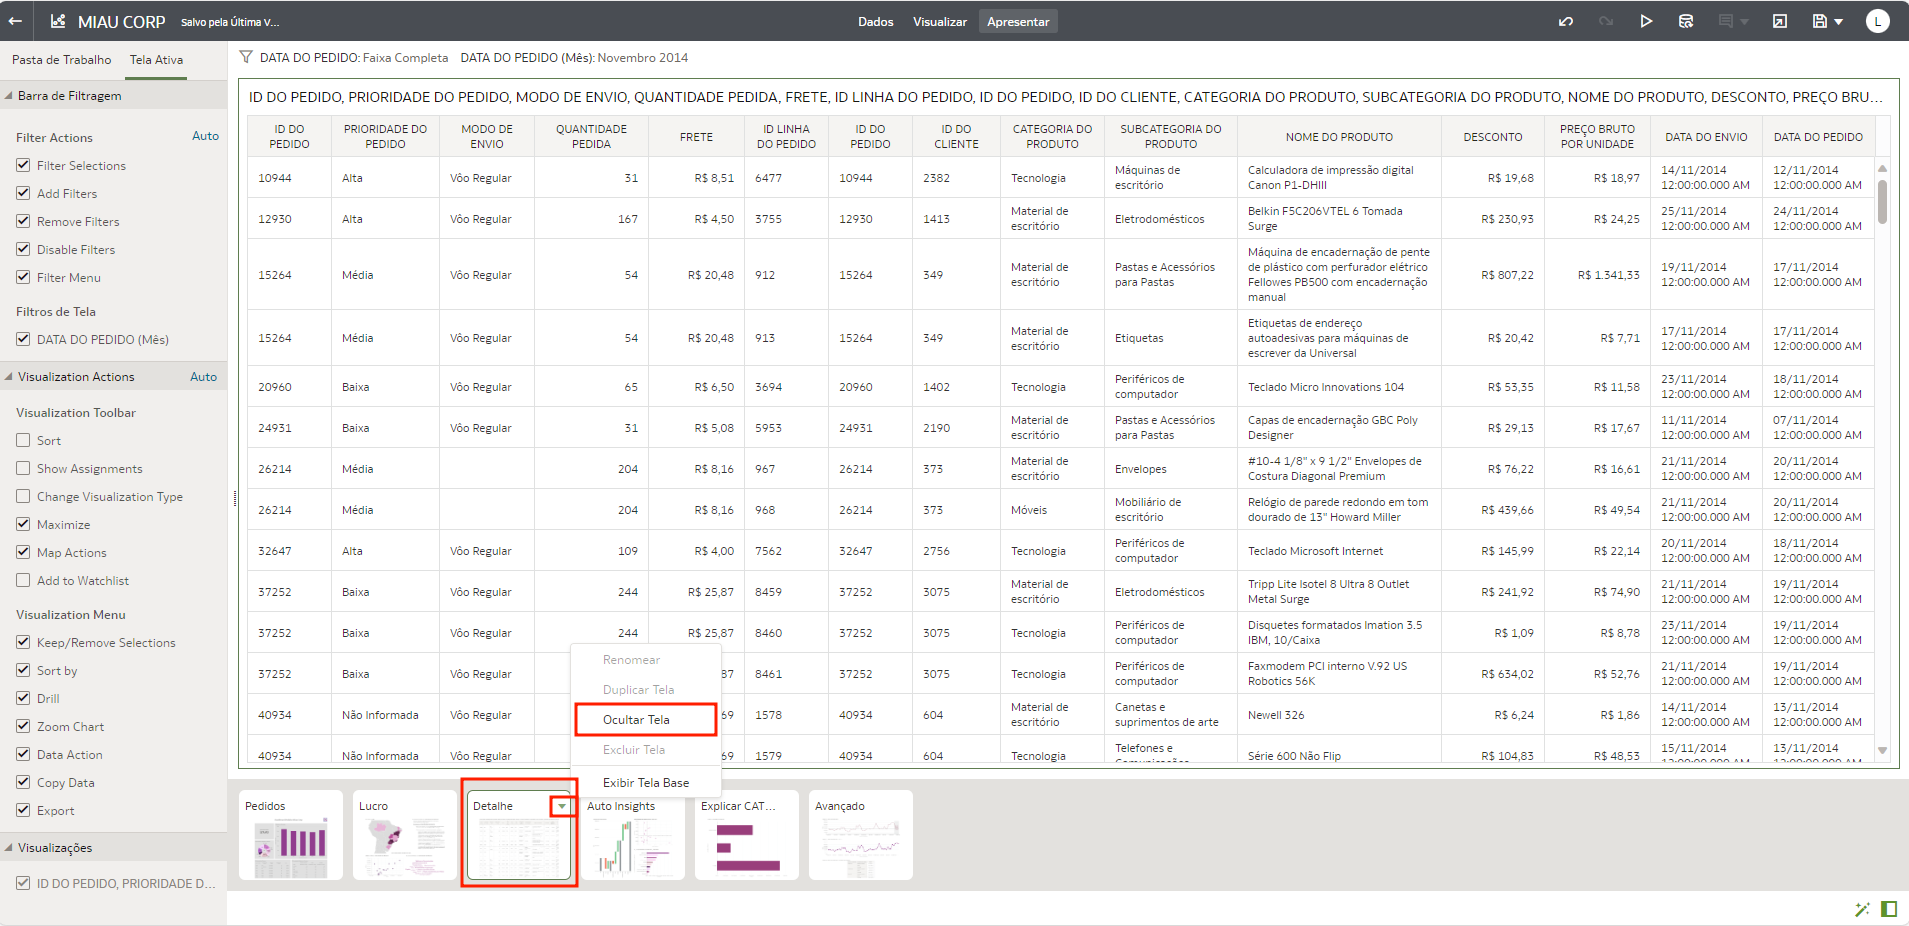 MIAU CORP Salvo pela Última V... Dados Visualizar Apresentar L
Pasta de Trabalho Tela Ativa
Barra de Filtragem
Filter Actions Auto
Filter Selections
Add Filters
Remove Filters
Disable Filters
Filter Menu
Filtros de Tela
DATA DO PEDIDO (Mês)
Visualization Actions Auto
Visualization Toolbar
Sort
Show Assignments
Change Visualization Type
Maximize
Map Actions
Add to Watchlist
Visualization Menu
Keep/Remove Selections
Sort by
Drill
Zoom Chart
Data Action
Copy Data
Export
Visualizações
ID DO PEDIDO, PRIORIDADE D...
DATA DO PEDIDO: Faixa Completa DATA DO PEDIDO (Mês): Novembro 2014
ID DO PEDIDO, PRIORIDADE DO PEDIDO, MODO DE ENVIO, QUANTIDADE PEDIDA, FRETE, ID LINHA DO PEDIDO, ID DO PEDIDO, ID DO CLIENTE, CATEGORIA DO PRODUTO, SUBCATEGORIA DO PRODUTO, NOME DO PRODUTO, DESCONTO, PREÇO BRU...
ID DO PEDIDO PRIORIDADE DO PEDIDO MODO DE ENVIO QUANTIDADE PEDIDA FRETE ID LINHA DO PEDIDO ID DO PEDIDO ID DO CLIENTE CATEGORIA DO PRODUTO SUBCATEGORIA DO PRODUTO NOME DO PRODUTO DESCONTO PREÇO BRUTO POR UNIDADE DATA DO ENVIO DATA DO PEDIDO
10944 Alta Vôo Regular 31 R$ 8,51 6477 10944 2382 Tecnologia Máquinas de escritório Calculadora de impressão digital Canon P1-DHIII R$ 19,68 R$ 18,97 14/11/2014 12:00:00.000 AM 12/11/2014 12:00:00.000 AM
12930 Alta Vôo Regular 167 R$ 4,50 3755 12930 1413 Material de escritório Eletrodomésticos Belkin F5C206VTEL 6 Tomada Surge R$ 230,93 R$ 24,25 25/11/2014 12:00:00.000 AM 24/11/2014 12:00:00.000 AM
15264 Média Vôo Regular 54 R$ 20,48 912 15264 349 Material de escritório Pastas e Acessórios para Pastas Máquina de encadernação de pente de plástico com perfurador elétrico Fellowes PB500 com encadernação manual R$ 807,22 R$ 1.341,33 19/11/2014 12:00:00.000 AM 17/11/2014 12:00:00.000 AM
15264 Média Vôo Regular 54 R$ 20,48 913 15264 349 Material de escritório Etiquetas Etiquetas de endereço autoadesivas para máquinas de escrever da Universal R$ 20,42 R$ 7,71 17/11/2014 12:00:00.000 AM 17/11/2014 12:00:00.000 AM
20960 Baixa Vôo Regular 65 R$ 6,50 3694 20960 1402 Tecnologia Periféricos de computador Teclado Micro Innovations 104 R$ 53,35 R$ 11,58 23/11/2014 12:00:00.000 AM 18/11/2014 12:00:00.000 AM
24931 Baixa Vôo Regular 31 R$ 5,08 5953 24931 2190 Material de escritório Pastas e Acessórios para Pastas Capas de encadernação GBC Poly Designer R$ 29,13 R$ 17,67 11/11/2014 12:00:00.000 AM 07/11/2014 12:00:00.000 AM
26214 Média 204 R$ 8,16 967 26214 373 Material de escritório Envelopes #10-4 1/8" x 9 1/2" Envelopes de Costura Diagonal Premium R$ 76,22 R$ 16,61 21/11/2014 12:00:00.000 AM 20/11/2014 12:00:00.000 AM
26214 Média 204 R$ 8,16 968 26214 373 Móveis Mobiliário de escritório Relógio de parede redondo em tom dourado de 13" Howard Miller R$ 439,66 R$ 49,54 21/11/2014 12:00:00.000 AM 20/11/2014 12:00:00.000 AM
32647 Alta Vôo Regular 109 R$ 4,00 7562 32647 2756 Tecnologia Periféricos de computador Teclado Microsoft Internet R$ 145,99 R$ 22,14 20/11/2014 12:00:00.000 AM 18/11/2014 12:00:00.000 AM
37252 Baixa Vôo Regular 244 R$ 25,87 8459 37252 3075 Material de escritório Eletrodomésticos Tripp Lite Isotel 8 Ultra 8 Outlet Metal Surge R$ 241,92 R$ 74,90 21/11/2014 12:00:00.000 AM 19/11/2014 12:00:00.000 AM
37252 Baixa Vôo Regular 244 R$ 25,87 8460 37252 3075 Tecnologia Periféricos de computador Disquetes formatados Imation 3.5 IBM, 10/Caixa R$ 1,09 R$ 8,78 23/11/2014 12:00:00.000 AM 19/11/2014 12:00:00.000 AM
37252 Baixa Vôo Regular 87 8461 37252 3075 Tecnologia Periféricos de computador Faxmodem PCI interno V.92 US Robotics 56K R$ 634,02 R$ 52,76 21/11/2014 12:00:00.000 AM 19/11/2014 12:00:00.000 AM
40934 Não Informada Vôo Regular 69 1578 40934 604 Material de escritório Canetas e suprimentos de arte Newell 326 R$ 6,24 R$ 1,86 14/11/2014 12:00:00.000 AM 13/11/2014 12:00:00.000 AM
40934 Não Informada Vôo Regular 69 1579 40934 604 Tecnologia Telefones e Comunicações Série 600 Não Flip R$ 104,83 R$ 48,53 15/11/2014 12:00:00.000 AM 13/11/2014 12:00:00.000 AM
Renomear
Duplicar Tela
Ocultar Tela
Excluir Tela
Exibir Tela Base
Pedidos Lucro Detalhe Auto Insights Explicar CAT... Avançado